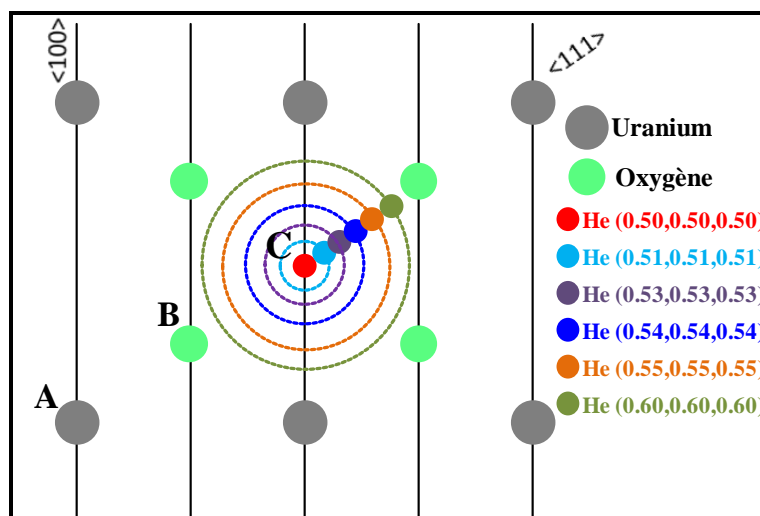 <100>
<111>
Uranium
Oxygène
He (0.50,0.50,0.50)
He (0.51,0.51,0.51)
He (0.53,0.53,0.53)
He (0.54,0.54,0.54)
He (0.55,0.55,0.55)
He (0.60,0.60,0.60)
C
B
A